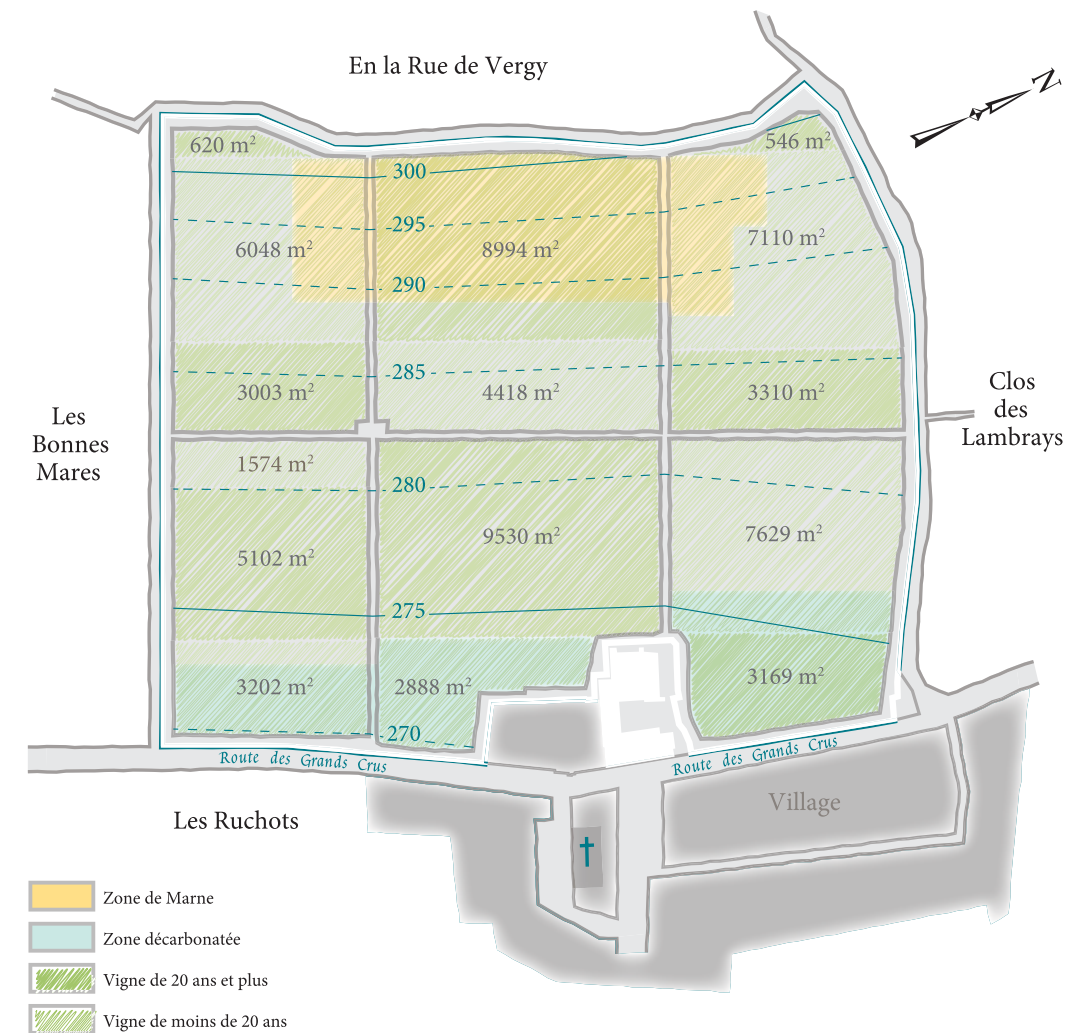 En la Rue de Vergy
N
620 m²
546 m²
300
295
6048 m²
8994 m²
7110 m²
290
285
3003 m²
4418 m²
3310 m²
Les
Bonnes
Mares
Clos
des
Lambrays
1574 m²
280
5102 m²
9530 m²
7629 m²
275
3202 m²
2888 m²
3169 m²
270
Route des Grands Crus
Route des Grands Crus
Les Ruchots
Village
Zone de Marne
Zone décarbonatée
Vigne de 20 ans et plus
Vigne de moins de 20 ans